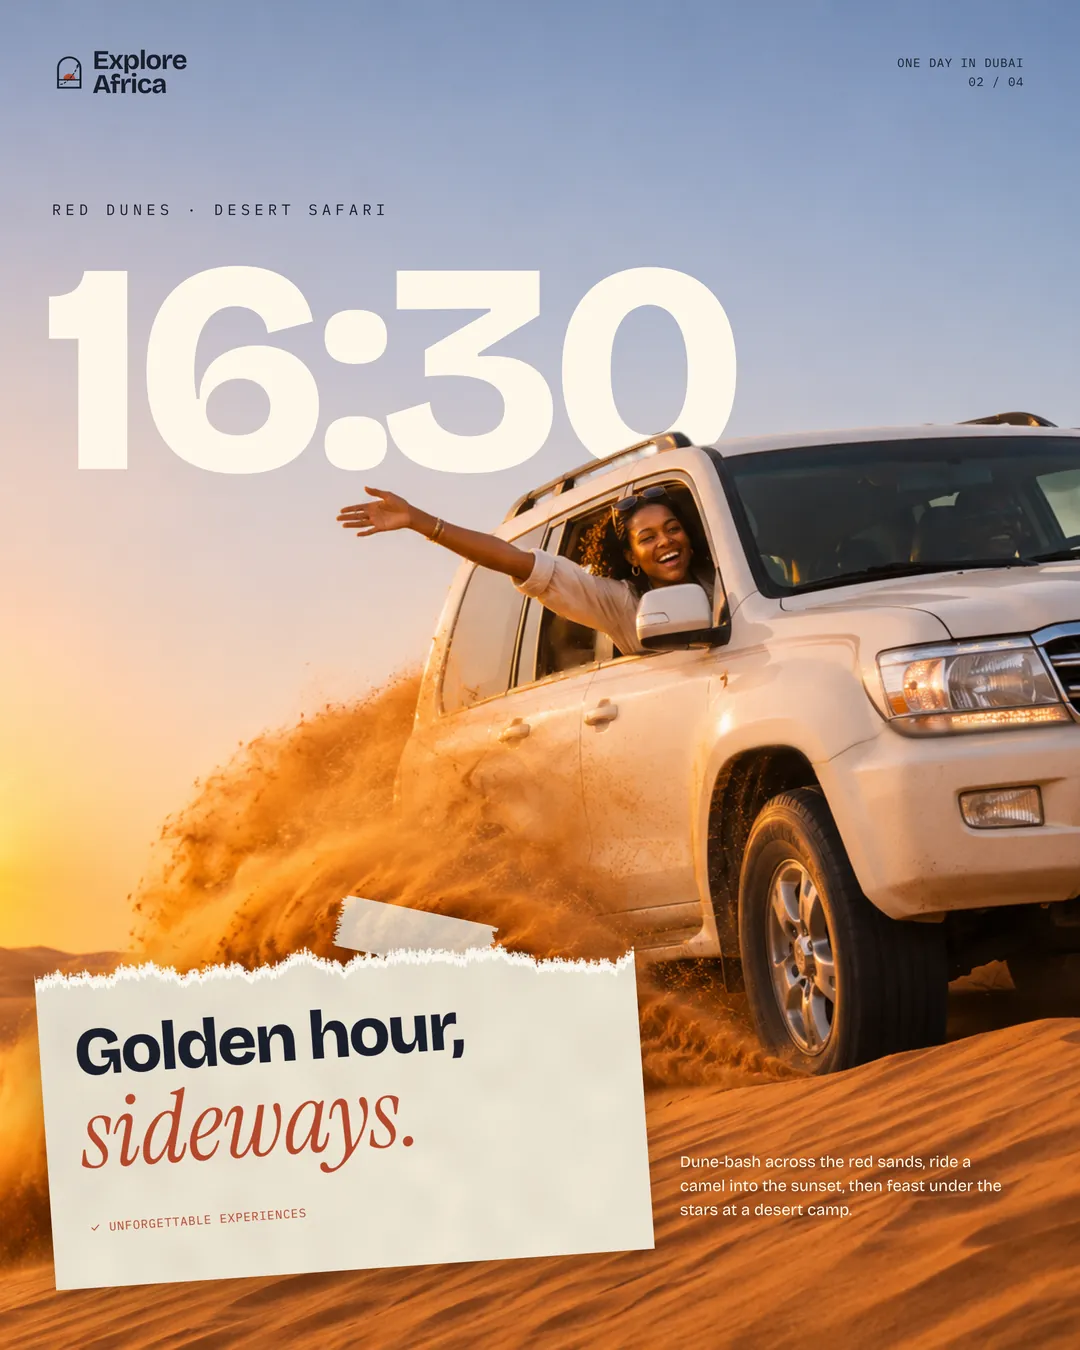 Explore
Africa
ONE DAY IN DUBAI
02 / 04
RED DUNES · DESERT SAFARI
16:30
Golden hour,
sideways.
✓ UNFORGETTABLE EXPERIENCES
Dune-bash across the red sands, ride a
camel into the sunset, then feast under the
stars at a desert camp.